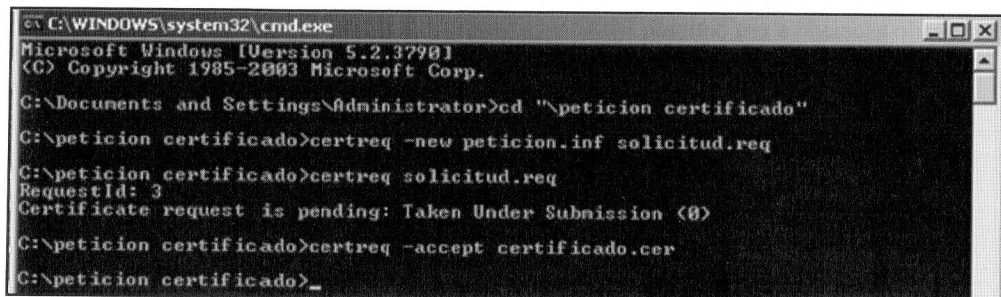 C:\WINDOWS\system32\cmd.exe
Microsoft Windows [Version 5.2.3790]
(C) Copyright 1985-2003 Microsoft Corp.
C:\Documents and Settings\Administrator>cd "\peticion certificado"
C:\peticion certificado>certreq -new peticion.inf solicitud.req
C:\peticion certificado>certreq solicitud.req
RequestId: 3
Certificate request is pending: Taken Under Submission (0)
C:\peticion certificado>certreq -accept certificado.cer
C:\peticion certificado>_